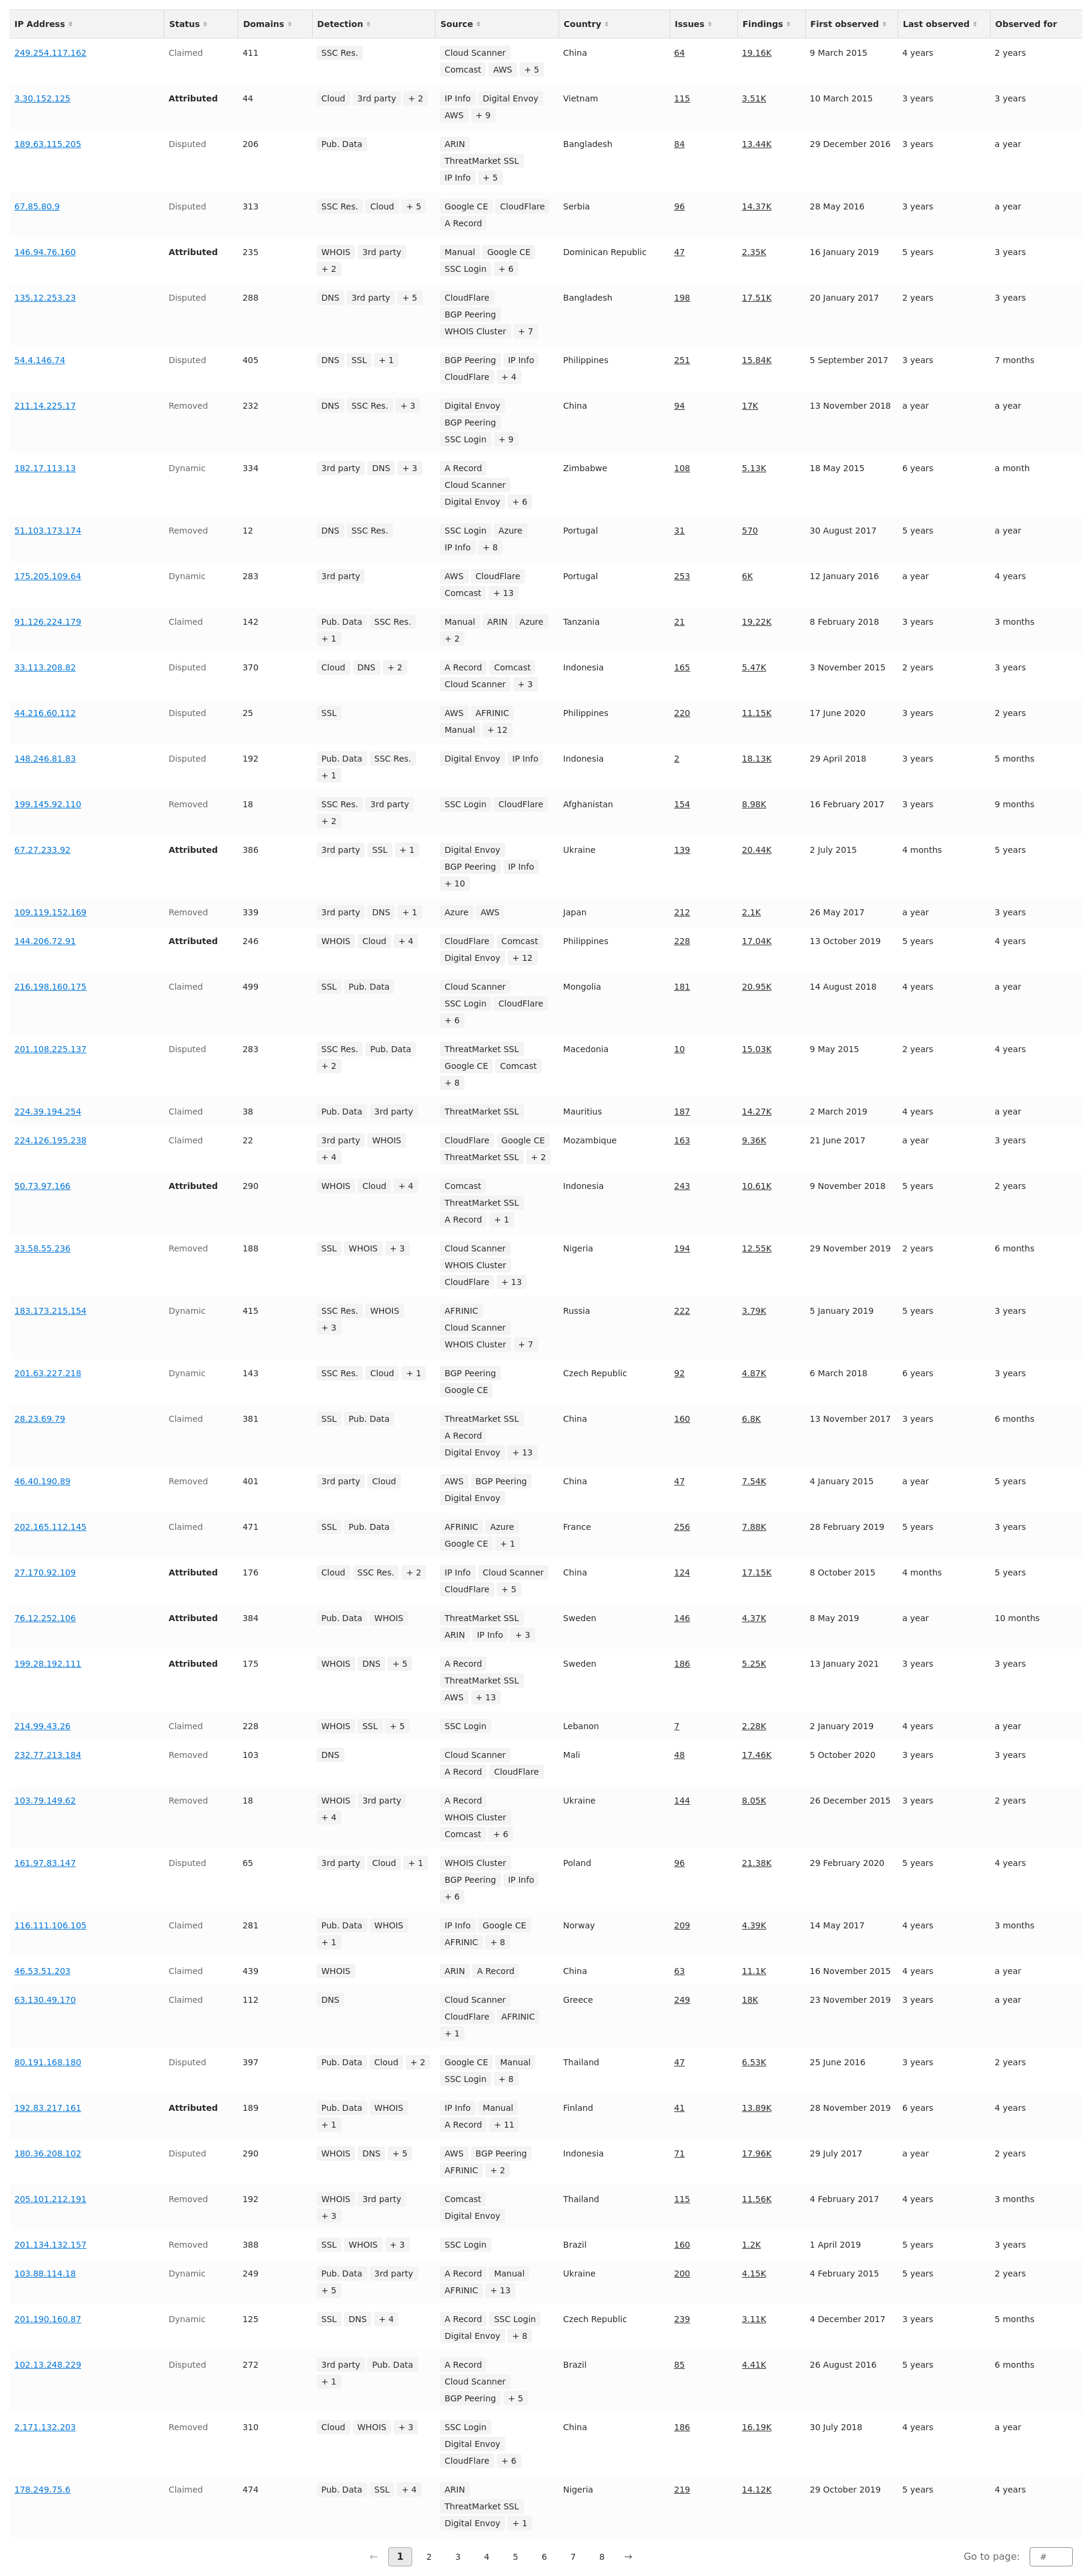 IP Address Status Domains Detection Source Country Issues Findings First observed Last observed Observed for
249.254.117.162 Claimed 411 SSC Res. Cloud Scanner China 64 19.16K 9 March 2015 4 years 2 years
Comcast AWS + 5
3.30.152.125 Attributed 44 Cloud 3rd party + 2 IP Info Digital Envoy Vietnam 115 3.51K 10 March 2015 3 years 3 years
AWS + 9
189.63.115.205 Disputed 206 Pub. Data ARIN Bangladesh 84 13.44K 29 December 2016 3 years a year
ThreatMarket SSL
IP Info + 5
67.85.80.9 Disputed 313 SSC Res. Cloud + 5 Google CE CloudFlare Serbia 96 14.37K 28 May 2016 3 years a year
A Record
146.94.76.160 Attributed 235 WHOIS 3rd party Manual Google CE Dominican Republic 47 2.35K 16 January 2019 5 years 3 years
+ 2 SSC Login + 6
135.12.253.23 Disputed 288 DNS 3rd party + 5 CloudFlare Bangladesh 198 17.51K 20 January 2017 2 years 3 years
BGP Peering
WHOIS Cluster + 7
54.4.146.74 Disputed 405 DNS SSL + 1 BGP Peering IP Info Philippines 251 15.84K 5 September 2017 3 years 7 months
CloudFlare + 4
211.14.225.17 Removed 232 DNS SSC Res. + 3 Digital Envoy China 94 17K 13 November 2018 a year a year
BGP Peering
SSC Login + 9
182.17.113.13 Dynamic 334 3rd party DNS + 3 A Record Zimbabwe 108 5.13K 18 May 2015 6 years a month
Cloud Scanner
Digital Envoy + 6
51.103.173.174 Removed 12 DNS SSC Res. SSC Login Azure Portugal 31 570 30 August 2017 5 years a year
IP Info + 8
175.205.109.64 Dynamic 283 3rd party AWS CloudFlare Portugal 253 6K 12 January 2016 a year 4 years
Comcast + 13
91.126.224.179 Claimed 142 Pub. Data SSC Res. Manual ARIN Azure Tanzania 21 19.22K 8 February 2018 3 years 3 months
+ 1 + 2
33.113.208.82 Disputed 370 Cloud DNS + 2 A Record Comcast Indonesia 165 5.47K 3 November 2015 2 years 3 years
Cloud Scanner + 3
44.216.60.112 Disputed 25 SSL AWS AFRINIC Philippines 220 11.15K 17 June 2020 3 years 2 years
Manual + 12
148.246.81.83 Disputed 192 Pub. Data SSC Res. Digital Envoy IP Info Indonesia 2 18.13K 29 April 2018 3 years 5 months
+ 1
199.145.92.110 Removed 18 SSC Res. 3rd party SSC Login CloudFlare Afghanistan 154 8.98K 16 February 2017 3 years 9 months
+ 2
67.27.233.92 Attributed 386 3rd party SSL + 1 Digital Envoy Ukraine 139 20.44K 2 July 2015 4 months 5 years
BGP Peering IP Info
+ 10
109.119.152.169 Removed 339 3rd party DNS + 1 Azure AWS Japan 212 2.1K 26 May 2017 a year 3 years
144.206.72.91 Attributed 246 WHOIS Cloud + 4 CloudFlare Comcast Philippines 228 17.04K 13 October 2019 5 years 4 years
Digital Envoy + 12
216.198.160.175 Claimed 499 SSL Pub. Data Cloud Scanner Mongolia 181 20.95K 14 August 2018 4 years a year
SSC Login CloudFlare
+ 6
201.108.225.137 Disputed 283 SSC Res. Pub. Data ThreatMarket SSL Macedonia 10 15.03K 9 May 2015 2 years 4 years
+ 2 Google CE Comcast
+ 8
224.39.194.254 Claimed 38 Pub. Data 3rd party ThreatMarket SSL Mauritius 187 14.27K 2 March 2019 4 years a year
224.126.195.238 Claimed 22 3rd party WHOIS CloudFlare Google CE Mozambique 163 9.36K 21 June 2017 a year 3 years
+ 4 ThreatMarket SSL + 2
50.73.97.166 Attributed 290 WHOIS Cloud + 4 Comcast Indonesia 243 10.61K 9 November 2018 5 years 2 years
ThreatMarket SSL
A Record + 1
33.58.55.236 Removed 188 SSL WHOIS + 3 Cloud Scanner Nigeria 194 12.55K 29 November 2019 2 years 6 months
WHOIS Cluster
CloudFlare + 13
183.173.215.154 Dynamic 415 SSC Res. WHOIS AFRINIC Russia 222 3.79K 5 January 2019 5 years 3 years
+ 3 Cloud Scanner
WHOIS Cluster + 7
201.63.227.218 Dynamic 143 SSC Res. Cloud + 1 BGP Peering Czech Republic 92 4.87K 6 March 2018 6 years 3 years
Google CE
28.23.69.79 Claimed 381 SSL Pub. Data ThreatMarket SSL China 160 6.8K 13 November 2017 3 years 6 months
A Record
Digital Envoy + 13
46.40.190.89 Removed 401 3rd party Cloud AWS BGP Peering China 47 7.54K 4 January 2015 a year 5 years
Digital Envoy
202.165.112.145 Claimed 471 SSL Pub. Data AFRINIC Azure France 256 7.88K 28 February 2019 5 years 3 years
Google CE + 1
27.170.92.109 Attributed 176 Cloud SSC Res. + 2 IP Info Cloud Scanner China 124 17.15K 8 October 2015 4 months 5 years
CloudFlare + 5
76.12.252.106 Attributed 384 Pub. Data WHOIS ThreatMarket SSL Sweden 146 4.37K 8 May 2019 a year 10 months
ARIN IP Info + 3
199.28.192.111 Attributed 175 WHOIS DNS + 5 A Record Sweden 186 5.25K 13 January 2021 3 years 3 years
ThreatMarket SSL
AWS + 13
214.99.43.26 Claimed 228 WHOIS SSL + 5 SSC Login Lebanon 7 2.28K 2 January 2019 4 years a year
232.77.213.184 Removed 103 DNS Cloud Scanner Mali 48 17.46K 5 October 2020 3 years 3 years
A Record CloudFlare
103.79.149.62 Removed 18 WHOIS 3rd party A Record Ukraine 144 8.05K 26 December 2015 3 years 2 years
+ 4 WHOIS Cluster
Comcast + 6
161.97.83.147 Disputed 65 3rd party Cloud + 1 WHOIS Cluster Poland 96 21.38K 29 February 2020 5 years 4 years
BGP Peering IP Info
+ 6
116.111.106.105 Claimed 281 Pub. Data WHOIS IP Info Google CE Norway 209 4.39K 14 May 2017 4 years 3 months
+ 1 AFRINIC + 8
46.53.51.203 Claimed 439 WHOIS ARIN A Record China 63 11.1K 16 November 2015 4 years a year
63.130.49.170 Claimed 112 DNS Cloud Scanner Greece 249 18K 23 November 2019 3 years a year
CloudFlare AFRINIC
+ 1
80.191.168.180 Disputed 397 Pub. Data Cloud + 2 Google CE Manual Thailand 47 6.53K 25 June 2016 3 years 2 years
SSC Login + 8
192.83.217.161 Attributed 189 Pub. Data WHOIS IP Info Manual Finland 41 13.89K 28 November 2019 6 years 4 years
+ 1 A Record + 11
180.36.208.102 Disputed 290 WHOIS DNS + 5 AWS BGP Peering Indonesia 71 17.96K 29 July 2017 a year 2 years
AFRINIC + 2
205.101.212.191 Removed 192 WHOIS 3rd party Comcast Thailand 115 11.56K 4 February 2017 4 years 3 months
+ 3 Digital Envoy
201.134.132.157 Removed 388 SSL WHOIS + 3 SSC Login Brazil 160 1.2K 1 April 2019 5 years 3 years
103.88.114.18 Dynamic 249 Pub. Data 3rd party A Record Manual Ukraine 200 4.15K 4 February 2015 5 years 2 years
+ 5 AFRINIC + 13
201.190.160.87 Dynamic 125 SSL DNS + 4 A Record SSC Login Czech Republic 239 3.11K 4 December 2017 3 years 5 months
Digital Envoy + 8
102.13.248.229 Disputed 272 3rd party Pub. Data A Record Brazil 85 4.41K 26 August 2016 5 years 6 months
+ 1 Cloud Scanner
BGP Peering + 5
2.171.132.203 Removed 310 Cloud WHOIS + 3 SSC Login China 186 16.19K 30 July 2018 4 years a year
Digital Envoy
CloudFlare + 6
178.249.75.6 Claimed 474 Pub. Data SSL + 4 ARIN Nigeria 219 14.12K 29 October 2019 5 years 4 years
ThreatMarket SSL
Digital Envoy + 1
← 1 2 3 4 5 6 7 8 → Go to page: #